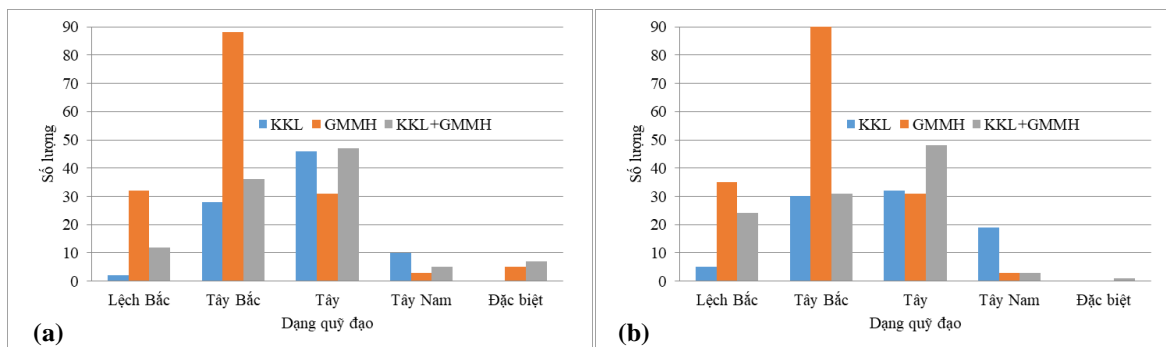 90
80
70
60
50
40
30
20
10
0
Số lượng
KKL GMMH KKL+GMMH
Lệch Bắc Tây Bắc Tây Tây Nam Đặc biệt
Dạng quỹ đạo
(a)
90
80
70
60
50
40
30
20
10
0
Số lượng
KKL GMMH KKL+GMMH
Lệch Bắc Tây Bắc Tây Tây Nam Đặc biệt
Dạng quỹ đạo
(b)